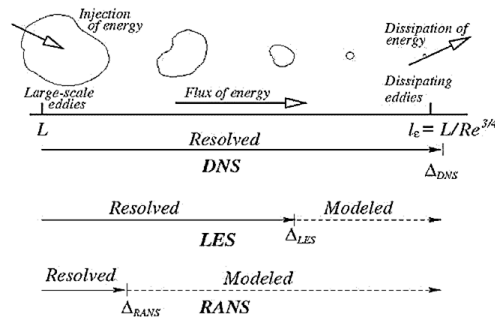 Injection
of energy
Dissipation of
energy
Large-scale
eddies
Flux of energy
Dissipating
eddies
L
lε = L/Re^3/4
Resolved
DNS
Δ_DNS
Resolved
Modeled
Δ_LES
LES
Resolved
Modeled
Δ_RANS
RANS